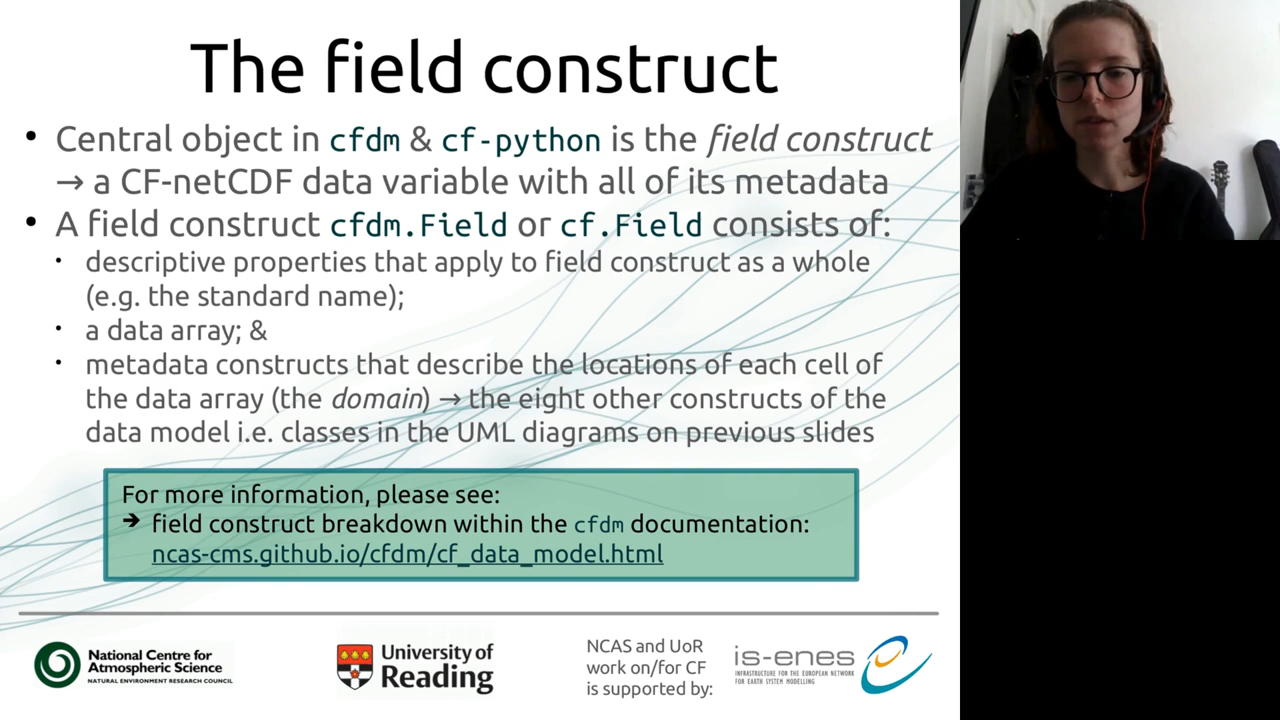 The field construct
• Central object in cfdm & cf-python is the field construct
→ a CF-netCDF data variable with all of its metadata
• A field construct cfdm.Field or cf.Field consists of:
• descriptive properties that apply to field construct as a whole
(e.g. the standard name);
• a data array; &
• metadata constructs that describe the locations of each cell of
the data array (the domain) → the eight other constructs of the
data model i.e. classes in the UML diagrams on previous slides
For more information, please see:
➔ field construct breakdown within the cfdm documentation:
ncas-cms.github.io/cfdm/cf_data_model.html
National Centre for
Atmospheric Science
NATURAL ENVIRONMENT RESEARCH COUNCIL
University of
Reading
NCAS and UoR
work on/for CF
is supported by:
is-enes
INFRASTRUCTURE FOR THE EUROPEAN NETWORK
FOR EARTH SYSTEM MODELLING